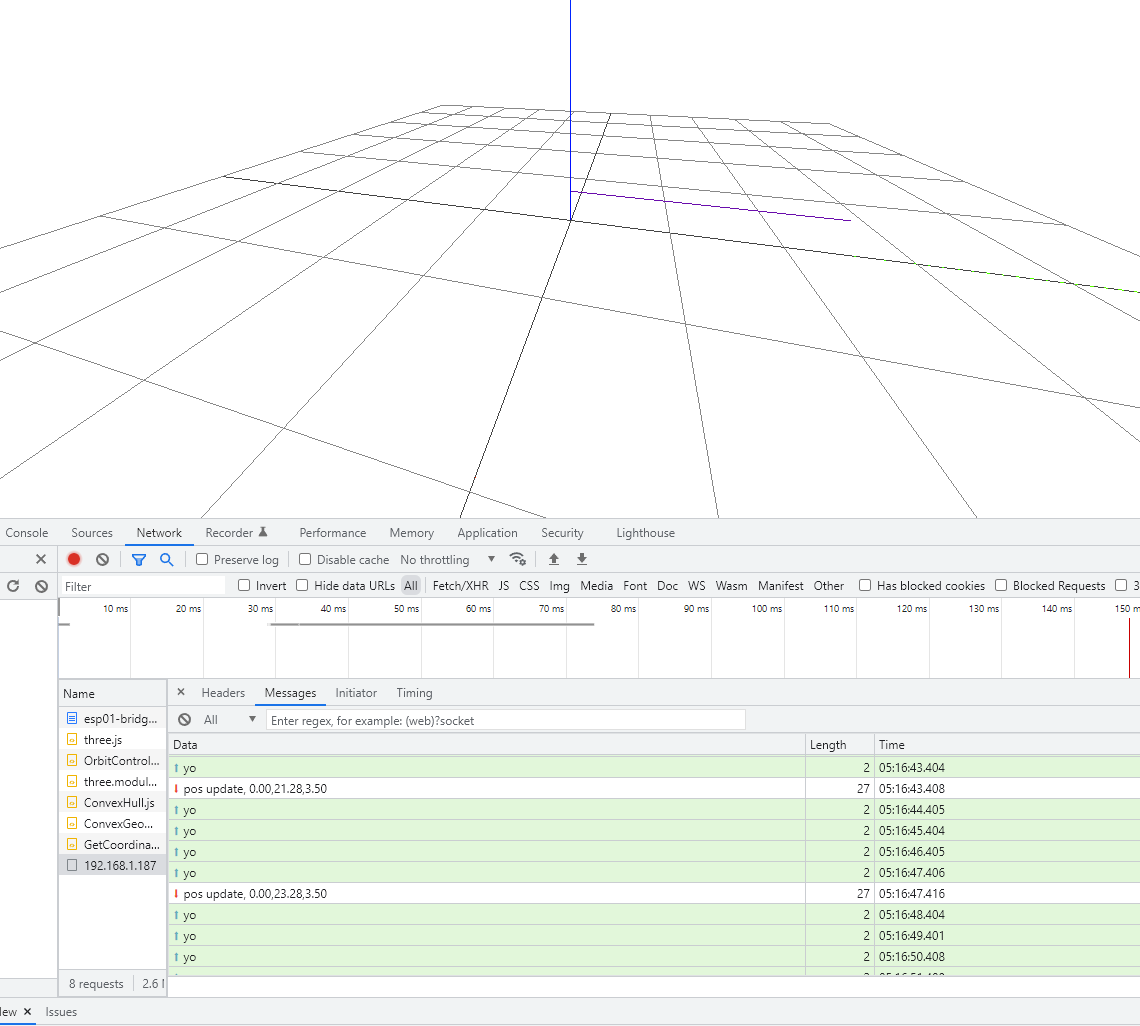 Console Sources Network Recorder Performance Memory Application Security Lighthouse
Preserve log Disable cache No throttling
Filter Invert Hide data URLs All Fetch/XHR JS CSS Img Media Font Doc WS Wasm Manifest Other Has blocked cookies Blocked Requests 3
10 ms 20 ms 30 ms 40 ms 50 ms 60 ms 70 ms 80 ms 90 ms 100 ms 110 ms 120 ms 130 ms 140 ms 150 m
Name Headers Messages Initiator Timing
esp01-bridg...
three.js
OrbitControl...
three.modul...
ConvexHull.js
ConvexGeo...
GetCoordina...
192.168.1.187
All Enter regex, for example: (web)?socket
Data Length Time
yo 2 05:16:43.404
pos update, 0.00,21.28,3.50 27 05:16:43.408
yo 2 05:16:44.405
yo 2 05:16:45.404
yo 2 05:16:46.405
yo 2 05:16:47.406
pos update, 0.00,23.28,3.50 27 05:16:47.416
yo 2 05:16:48.404
yo 2 05:16:49.401
yo 2 05:16:50.408
8 requests 2.6
Issues